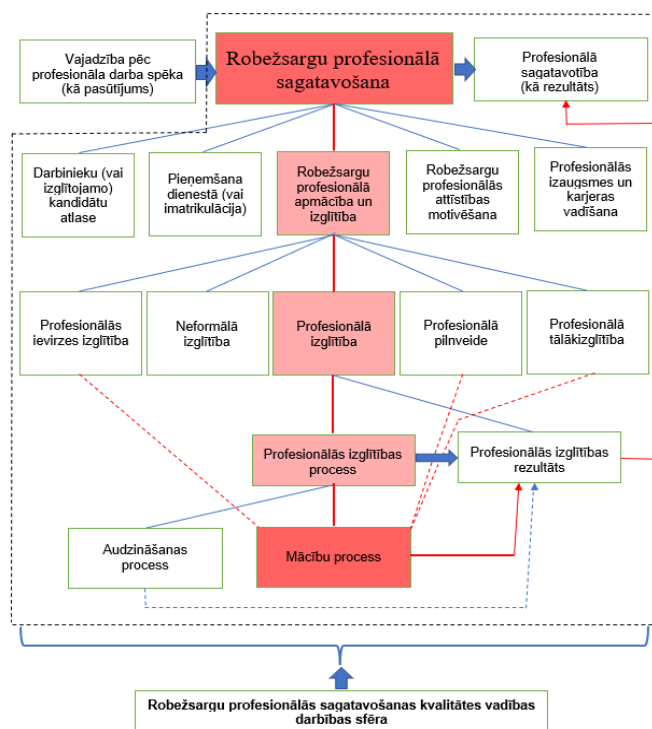 Vajadzība pēc
profesionāla darba spēka
(kā pasūtījums)
Robežsargu profesionālā
sagatavošana
Profesionālā
sagatavotība
(kā rezultāts)
Darbinieku (vai
izglītojamo)
kandidātu
atlase
Pieņemšana
dienestā (vai
imatrikulācija)
Robežsargu
profesionālā
apmācība un
izglītība
Robežsargu
profesionālās
attīstības
motivēšana
Profesionālās
izaugsmes un
karjeras
vadīšana
Profesionālās
ievirzes izglītība
Neformālā
izglītība
Profesionālā
izglītība
Profesionālā
pilnveide
Profesionālā
tālākizglītība
Profesionālās izglītības
process
Profesionālās izglītības
rezultāts
Audzināšanas
process
Mācību process
Robežsargu profesionālās sagatavošanas kvalitātes vadības
darbības sfēra